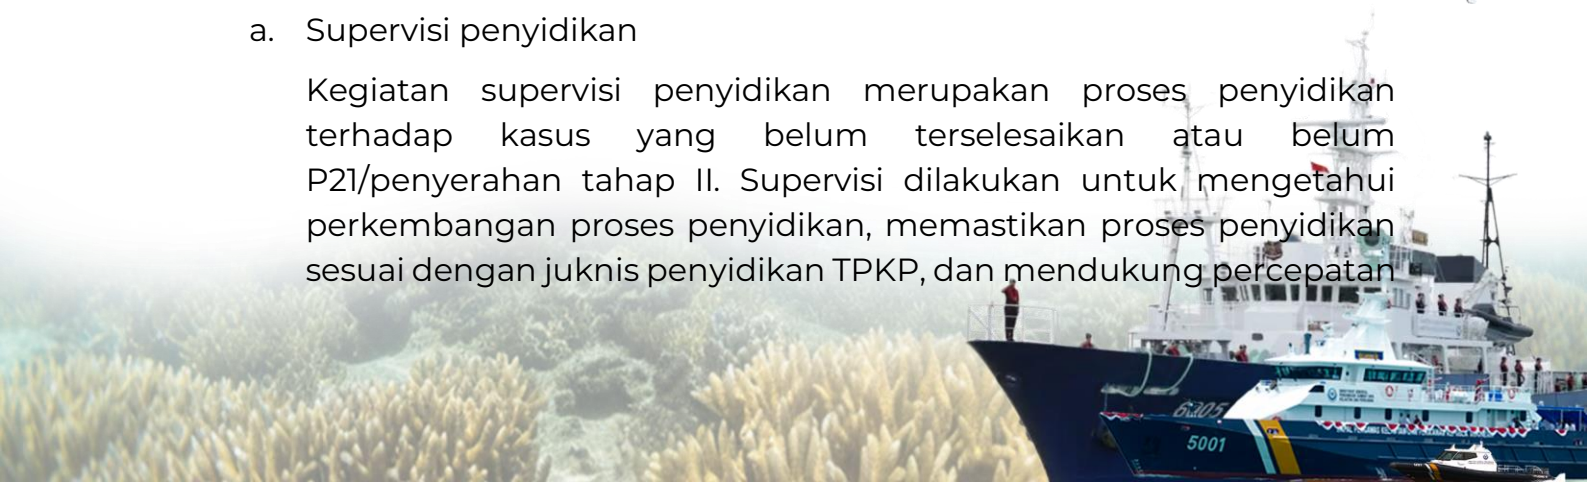 a. Supervisi penyidikan
Kegiatan supervisi penyidikan merupakan proses penyidikan
terhadap kasus yang belum terselesaikan atau belum
P21/penyerahan tahap II. Supervisi dilakukan untuk mengetahui
perkembangan proses penyidikan, memastikan proses penyidikan
sesuai dengan juknis penyidikan TPKP, dan mendukung percepatan
6005
5001